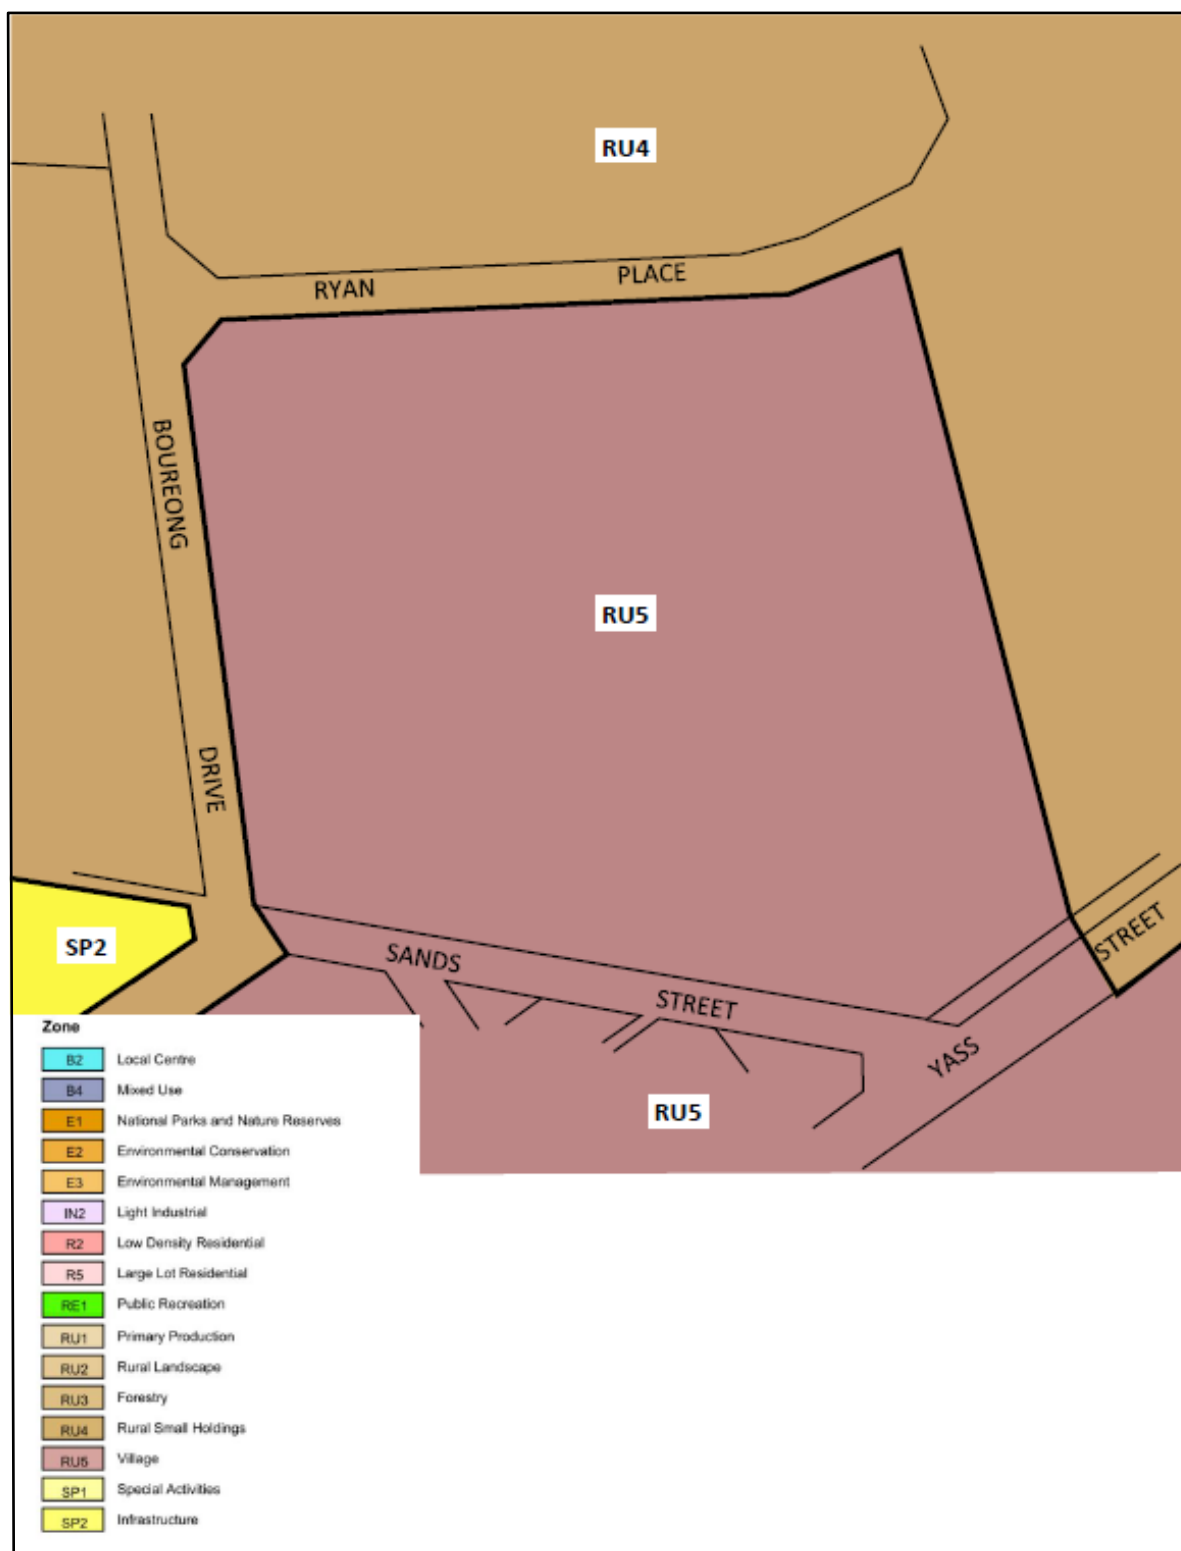 RU4
RYAN PLACE
BOUREONG
RU5
DRIVE
SP2
SANDS
STREET
STREET
YASS
RU5
Zone
B2 Local Centre
B4 Mixed Use
E1 National Parks and Nature Reserves
E2 Environmental Conservation
E3 Environmental Management
IN2 Light Industrial
R2 Low Density Residential
R5 Large Lot Residential
RE1 Public Recreation
RU1 Primary Production
RU2 Rural Landscape
RU3 Forestry
RU4 Rural Small Holdings
RU5 Village
SP1 Special Activities
SP2 Infrastructure